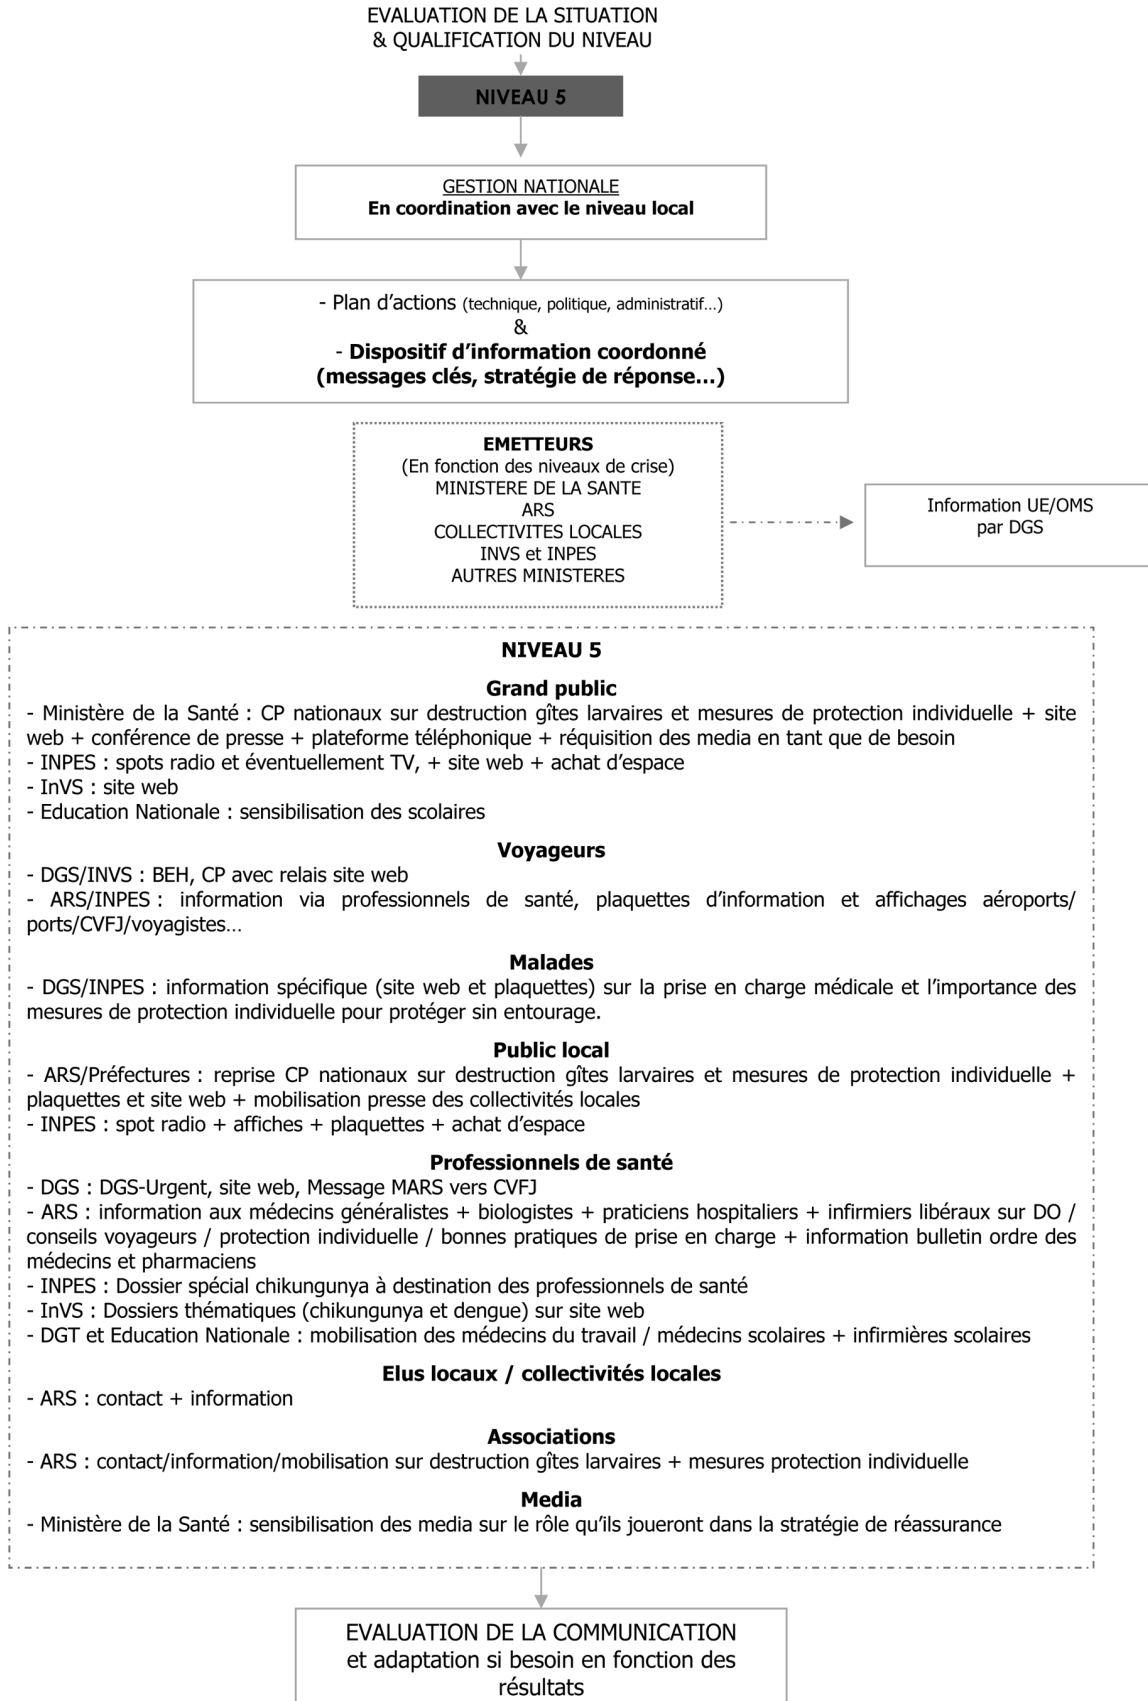 EVALUATION DE LA SITUATION
& QUALIFICATION DU NIVEAU
NIVEAU 5
GESTION NATIONALE
En coordination avec le niveau local
- Plan d’actions (technique, politique, administratif…)
&
- Dispositif d’information coordonné
(messages clés, stratégie de réponse…)
EMETTEURS
(En fonction des niveaux de crise)
MINISTERE DE LA SANTE
ARS
COLLECTIVITES LOCALES
INVS et INPES
AUTRES MINISTERES
Information UE/OMS
par DGS
NIVEAU 5
Grand public
- Ministère de la Santé : CP nationaux sur destruction gîtes larvaires et mesures de protection individuelle + site
web + conférence de presse + plateforme téléphonique + réquisition des media en tant que de besoin
- INPES : spots radio et éventuellement TV, + site web + achat d’espace
- InVS : site web
- Education Nationale : sensibilisation des scolaires
Voyageurs
- DGS/INVS : BEH, CP avec relais site web
- ARS/INPES : information via professionnels de santé, plaquettes d’information et affichages aéroports/
ports/CVFJ/voyagistes…
Malades
- DGS/INPES : information spécifique (site web et plaquettes) sur la prise en charge médicale et l’importance des
mesures de protection individuelle pour protéger sin entourage.
Public local
- ARS/Préfectures : reprise CP nationaux sur destruction gîtes larvaires et mesures de protection individuelle +
plaquettes et site web + mobilisation presse des collectivités locales
- INPES : spot radio + affiches + plaquettes + achat d’espace
Professionnels de santé
- DGS : DGS-Urgent, site web, Message MARS vers CVFJ
- ARS : information aux médecins généralistes + biologistes + praticiens hospitaliers + infirmiers libéraux sur DO /
conseils voyageurs / protection individuelle / bonnes pratiques de prise en charge + information bulletin ordre des
médecins et pharmaciens
- INPES : Dossier spécial chikungunya à destination des professionnels de santé
- InVS : Dossiers thématiques (chikungunya et dengue) sur site web
- DGT et Education Nationale : mobilisation des médecins du travail / médecins scolaires + infirmières scolaires
Elus locaux / collectivités locales
- ARS : contact + information
Associations
- ARS : contact/information/mobilisation sur destruction gîtes larvaires + mesures protection individuelle
Media
- Ministère de la Santé : sensibilisation des media sur le rôle qu’ils joueront dans la stratégie de réassurance
EVALUATION DE LA COMMUNICATION
et adaptation si besoin en fonction des
résultats